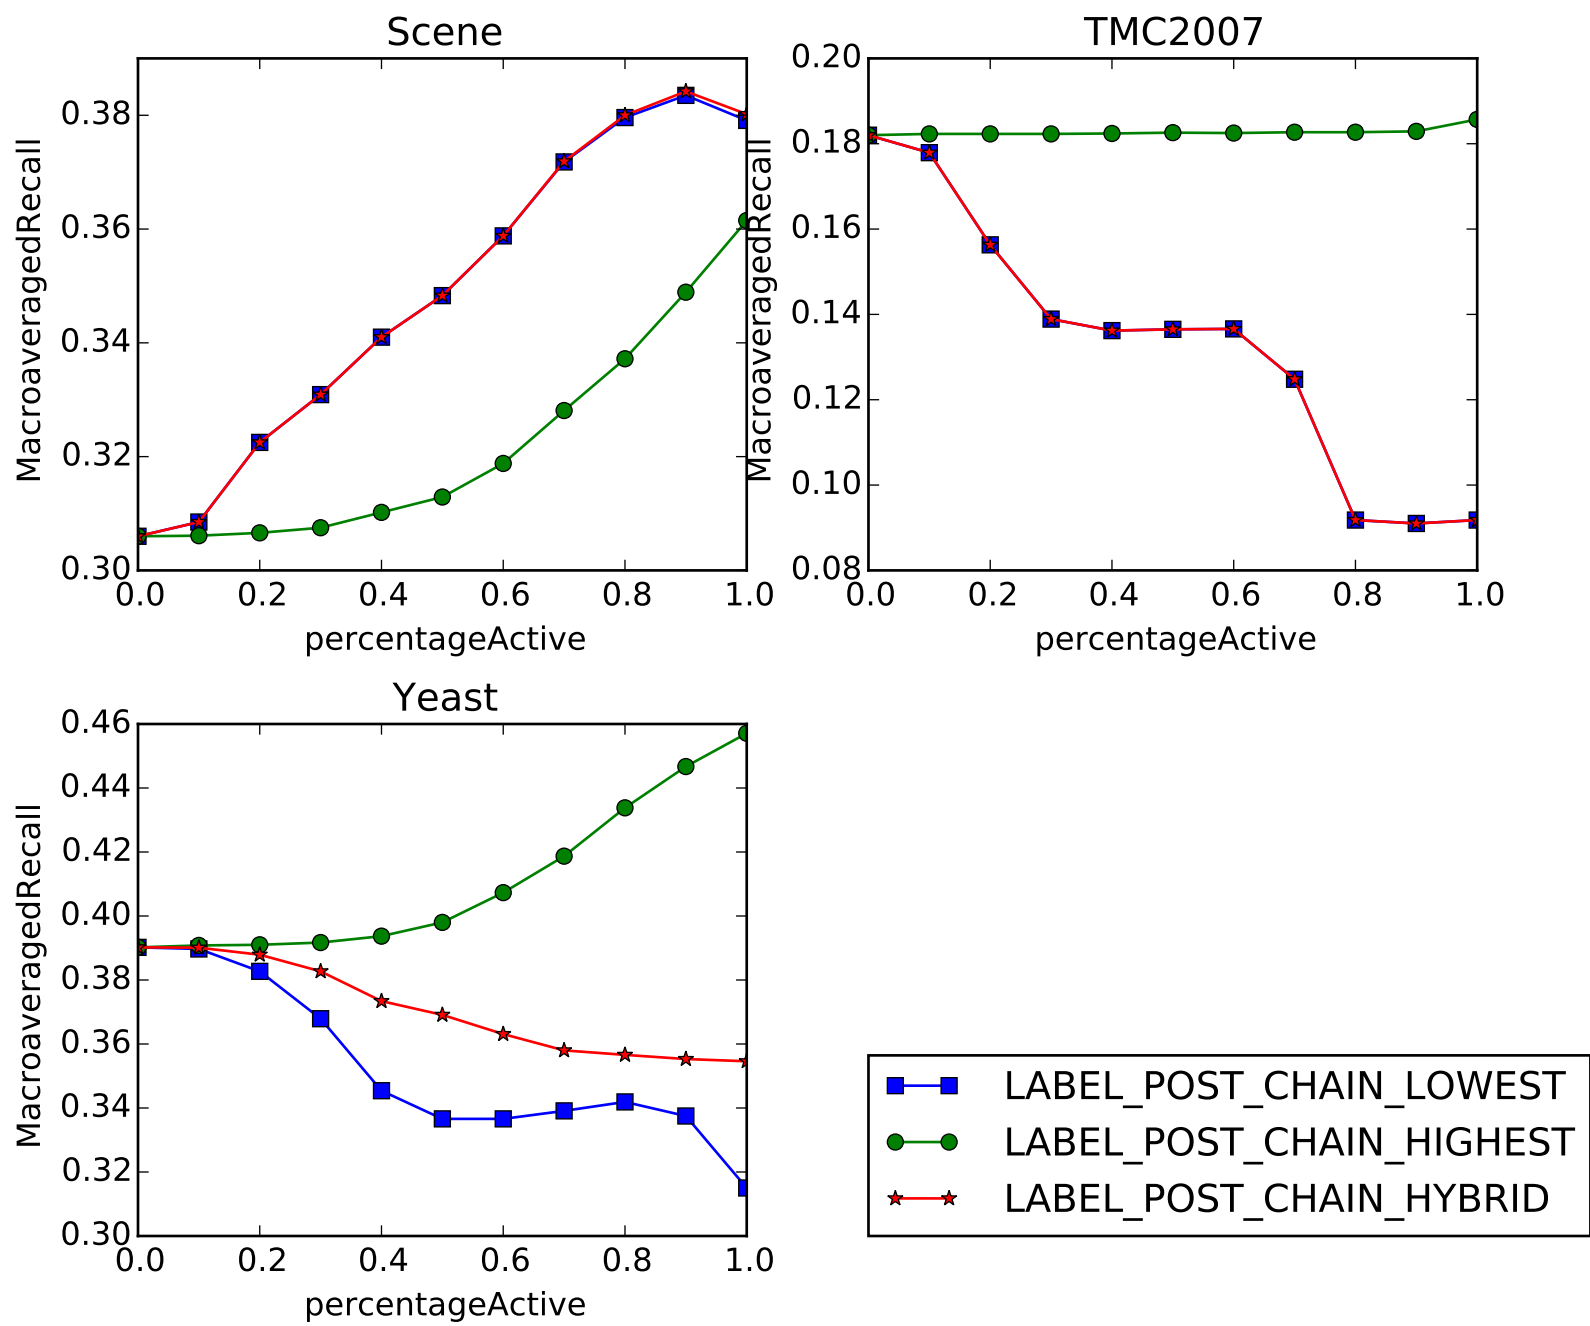 Scene
MacroaveragedRecall
0.38
0.36
0.34
0.32
0.30
0.0 0.2 0.4 0.6 0.8 1.0
percentageActive
TMC2007
MacroaveragedRecall
0.20
0.18
0.16
0.14
0.12
0.10
0.08
0.0 0.2 0.4 0.6 0.8 1.0
percentageActive
Yeast
MacroaveragedRecall
0.46
0.44
0.42
0.40
0.38
0.36
0.34
0.32
0.30
0.0 0.2 0.4 0.6 0.8 1.0
percentageActive
LABEL_POST_CHAIN_LOWEST
LABEL_POST_CHAIN_HIGHEST
LABEL_POST_CHAIN_HYBRID